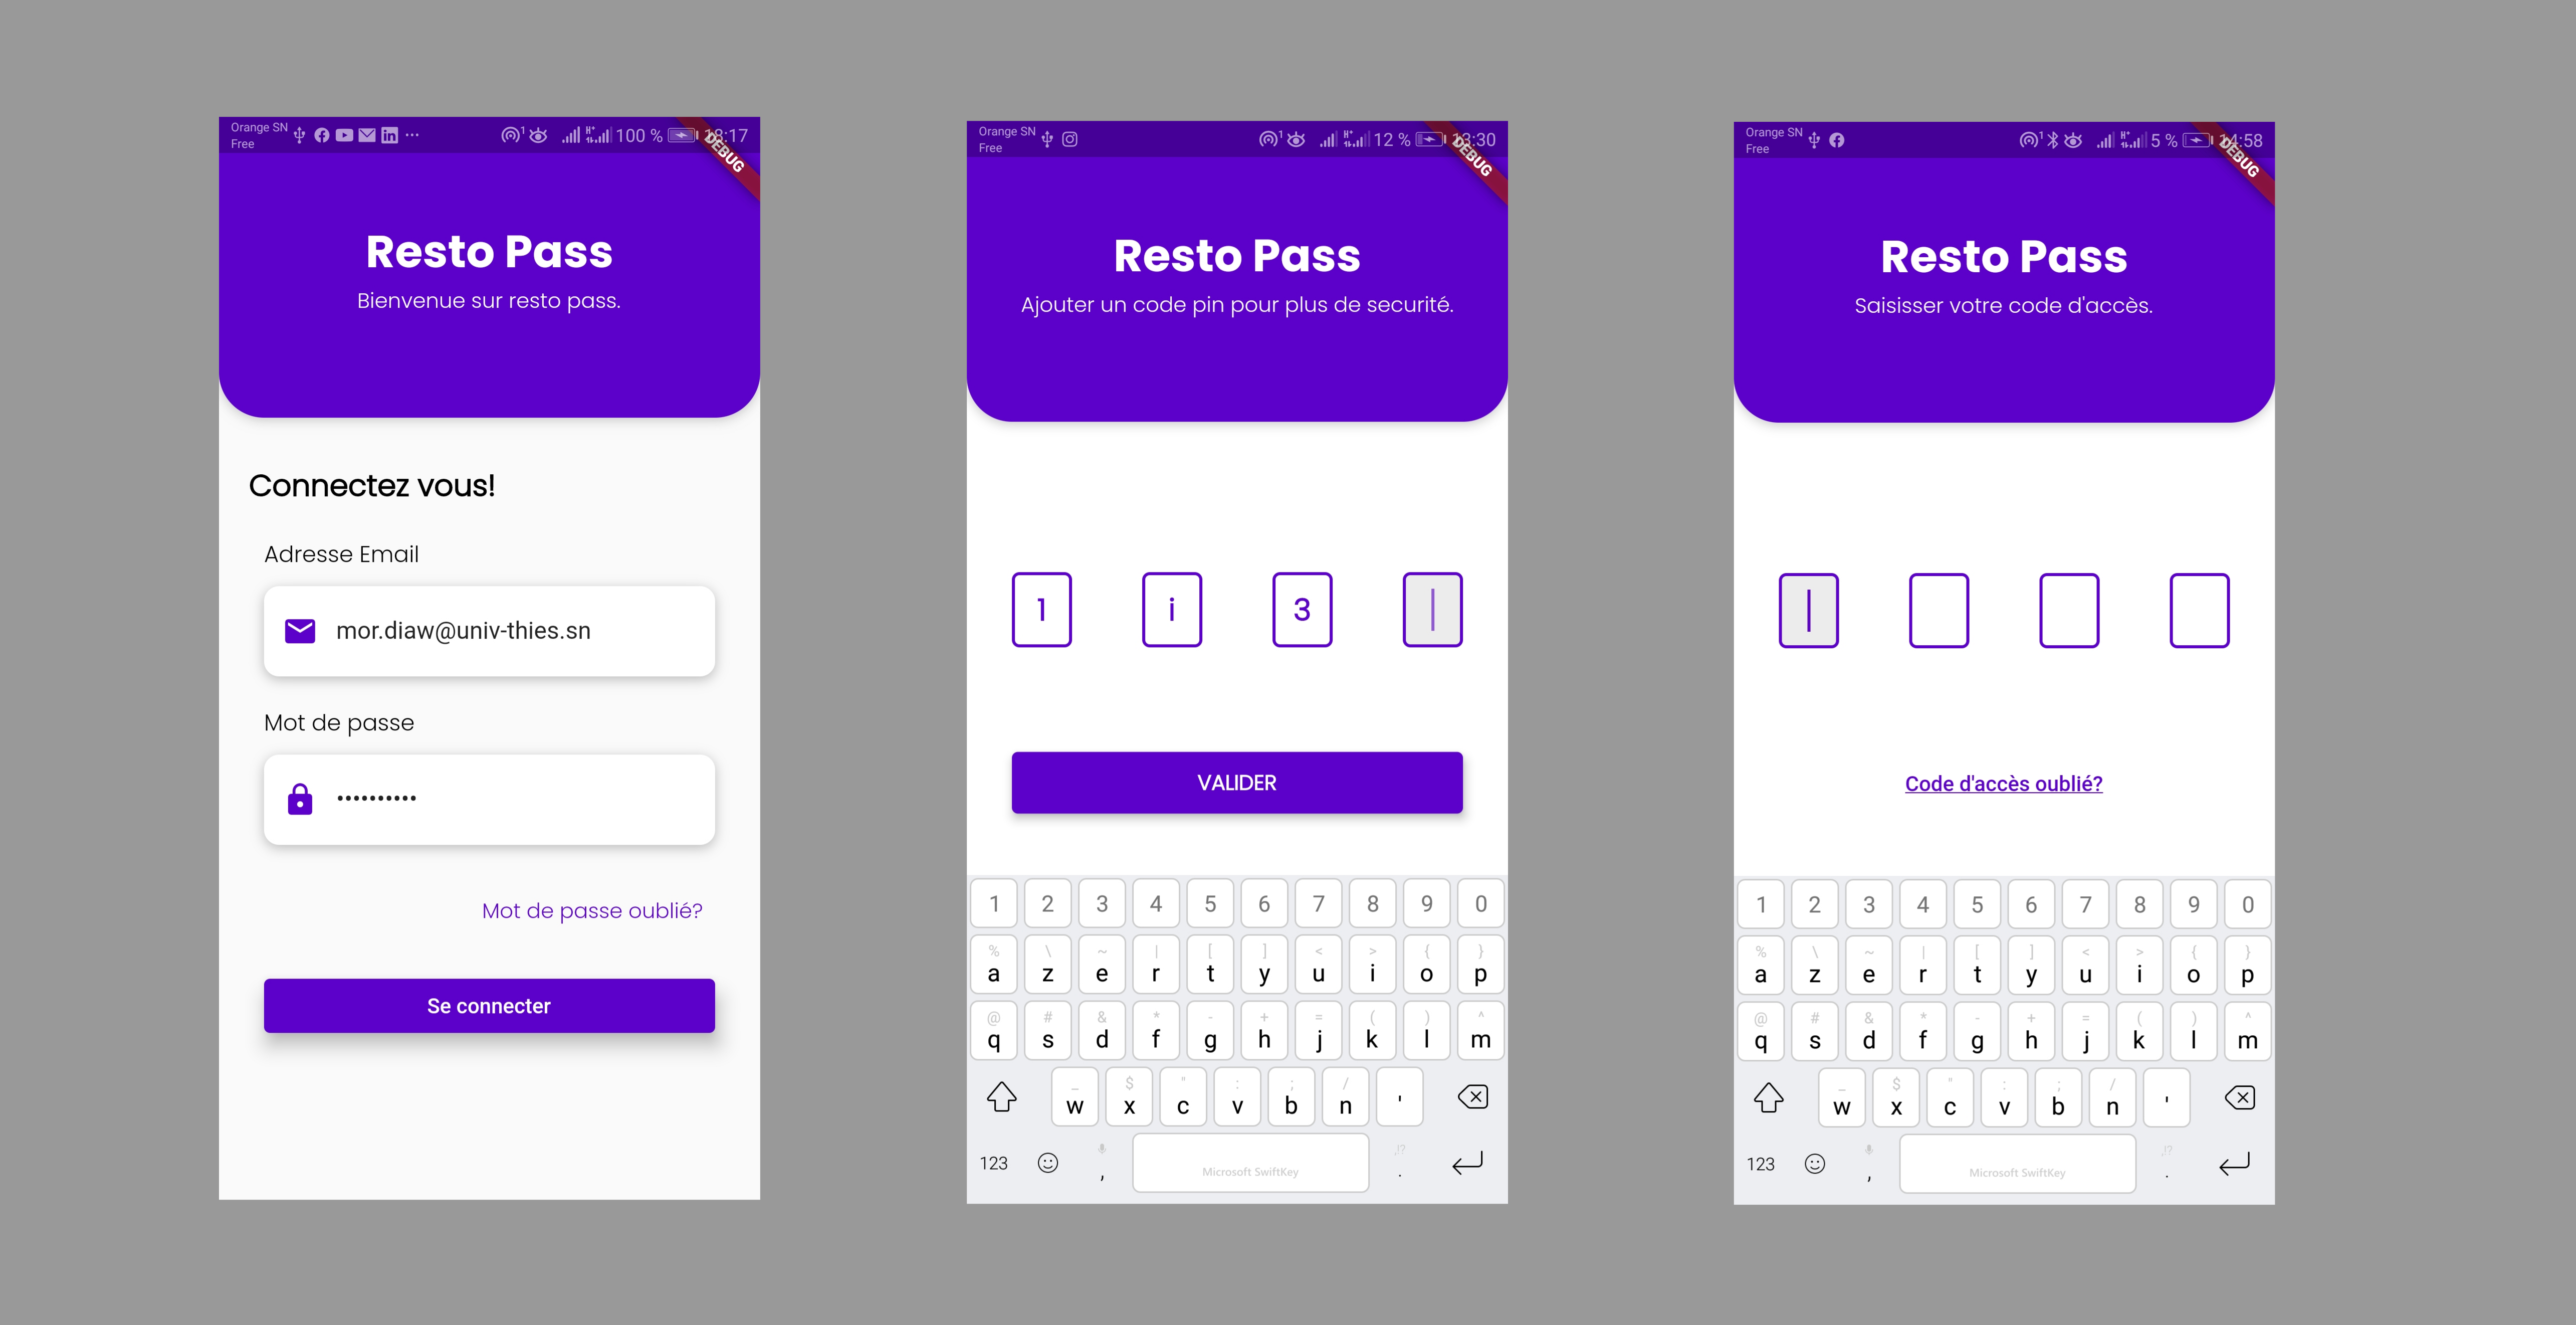 Orange SN
Free
1
100 %
18:17
DEBUG
Resto Pass
Bienvenue sur resto pass.
Connectez vous!
Adresse Email
mor.diaw@univ-thies.sn
Mot de passe
••••••••••
Mot de passe oublié?
Se connecter
Orange SN
Free
1
H+
12 %
13:30
DEBUG
Resto Pass
Ajouter un code pin pour plus de securité.
1 i 3
VALIDER
1 2 3 4 5 6 7 8 9 0
% \ ~ | [ ] < > { }
a z e r t y u i o p
@ # & * - + = ( ) ^
q s d f g h j k l m
_ $ " : ; /
w x c v b n '
,!?
123 , Microsoft SwiftKey .
Orange SN
Free
1
H+
5 %
14:58
DEBUG
Resto Pass
Saisisser votre code d'accès.
Code d'accès oublié?
1 2 3 4 5 6 7 8 9 0
% \ ~ | [ ] < > { }
a z e r t y u i o p
@ # & * - + = ( ) ^
q s d f g h j k l m
_ $ " : ; /
w x c v b n '
,!?
123 , Microsoft SwiftKey .